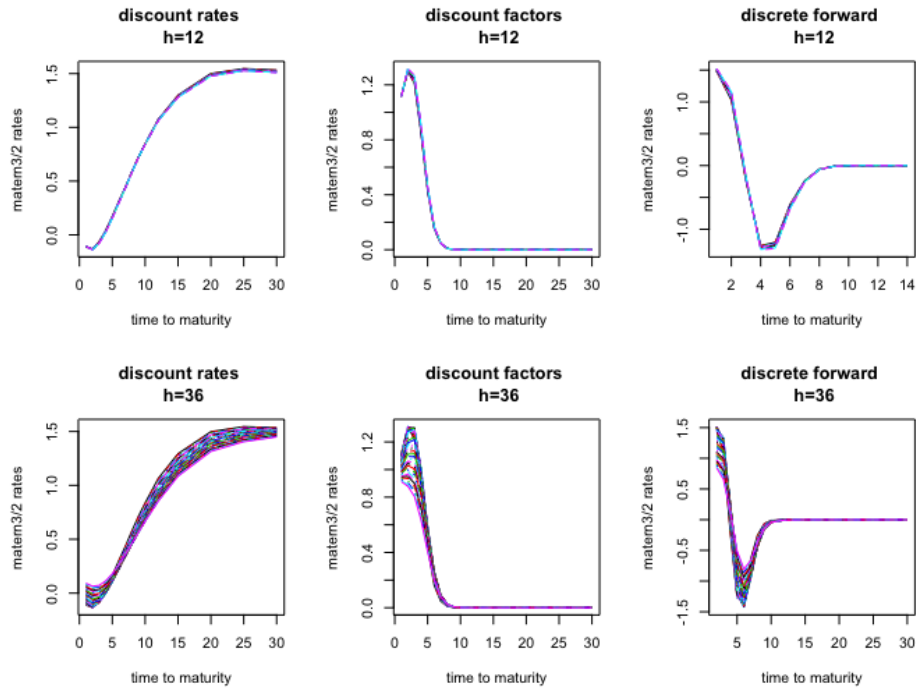 discount rates
h=12
matern3/2 rates
0.0 0.5 1.0 1.5
0 5 10 15 20 25 30
time to maturity
discount factors
h=12
matern3/2 rates
0.0 0.4 0.8 1.2
0 5 10 15 20 25 30
time to maturity
discrete forward
h=12
matern3/2 rates
-1.0 0.0 1.0
2 4 6 8 10 12 14
time to maturity
discount rates
h=36
matern3/2 rates
0.0 0.5 1.0 1.5
0 5 10 15 20 25 30
time to maturity
discount factors
h=36
matern3/2 rates
0.0 0.4 0.8 1.2
0 5 10 15 20 25 30
time to maturity
discrete forward
h=36
matern3/2 rates
-1.5 -0.5 0.5 1.5
5 10 15 20 25 30
time to maturity